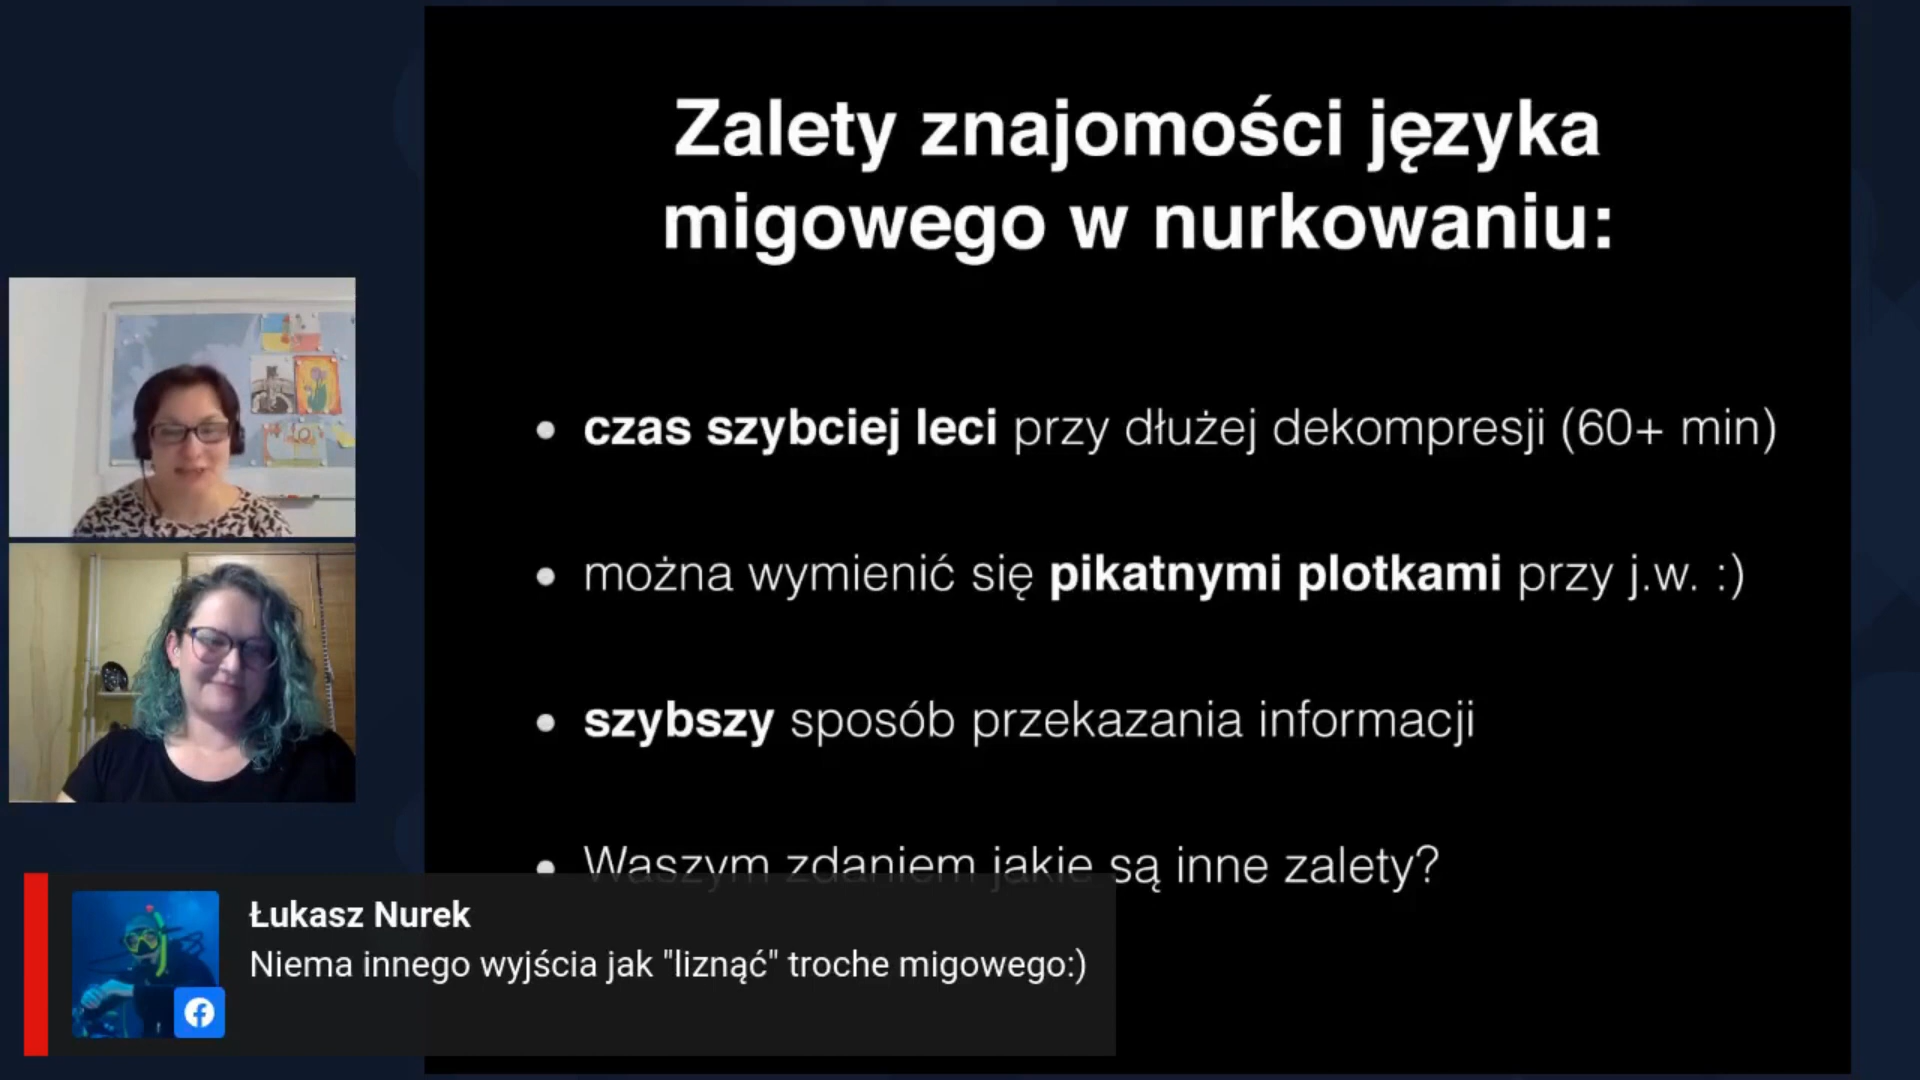 Zalety znajomości języka
migowego w nurkowaniu:
• czas szybciej leci przy dłużej dekompresji (60+ min)
• można wymienić się pikatnymi plotkami przy j.w. :)
• szybszy sposób przekazania informacji
• Waszym zdaniem jakie są inne zalety?
Łukasz Nurek
Niema innego wyjścia jak "liznąć" troche migowego:)